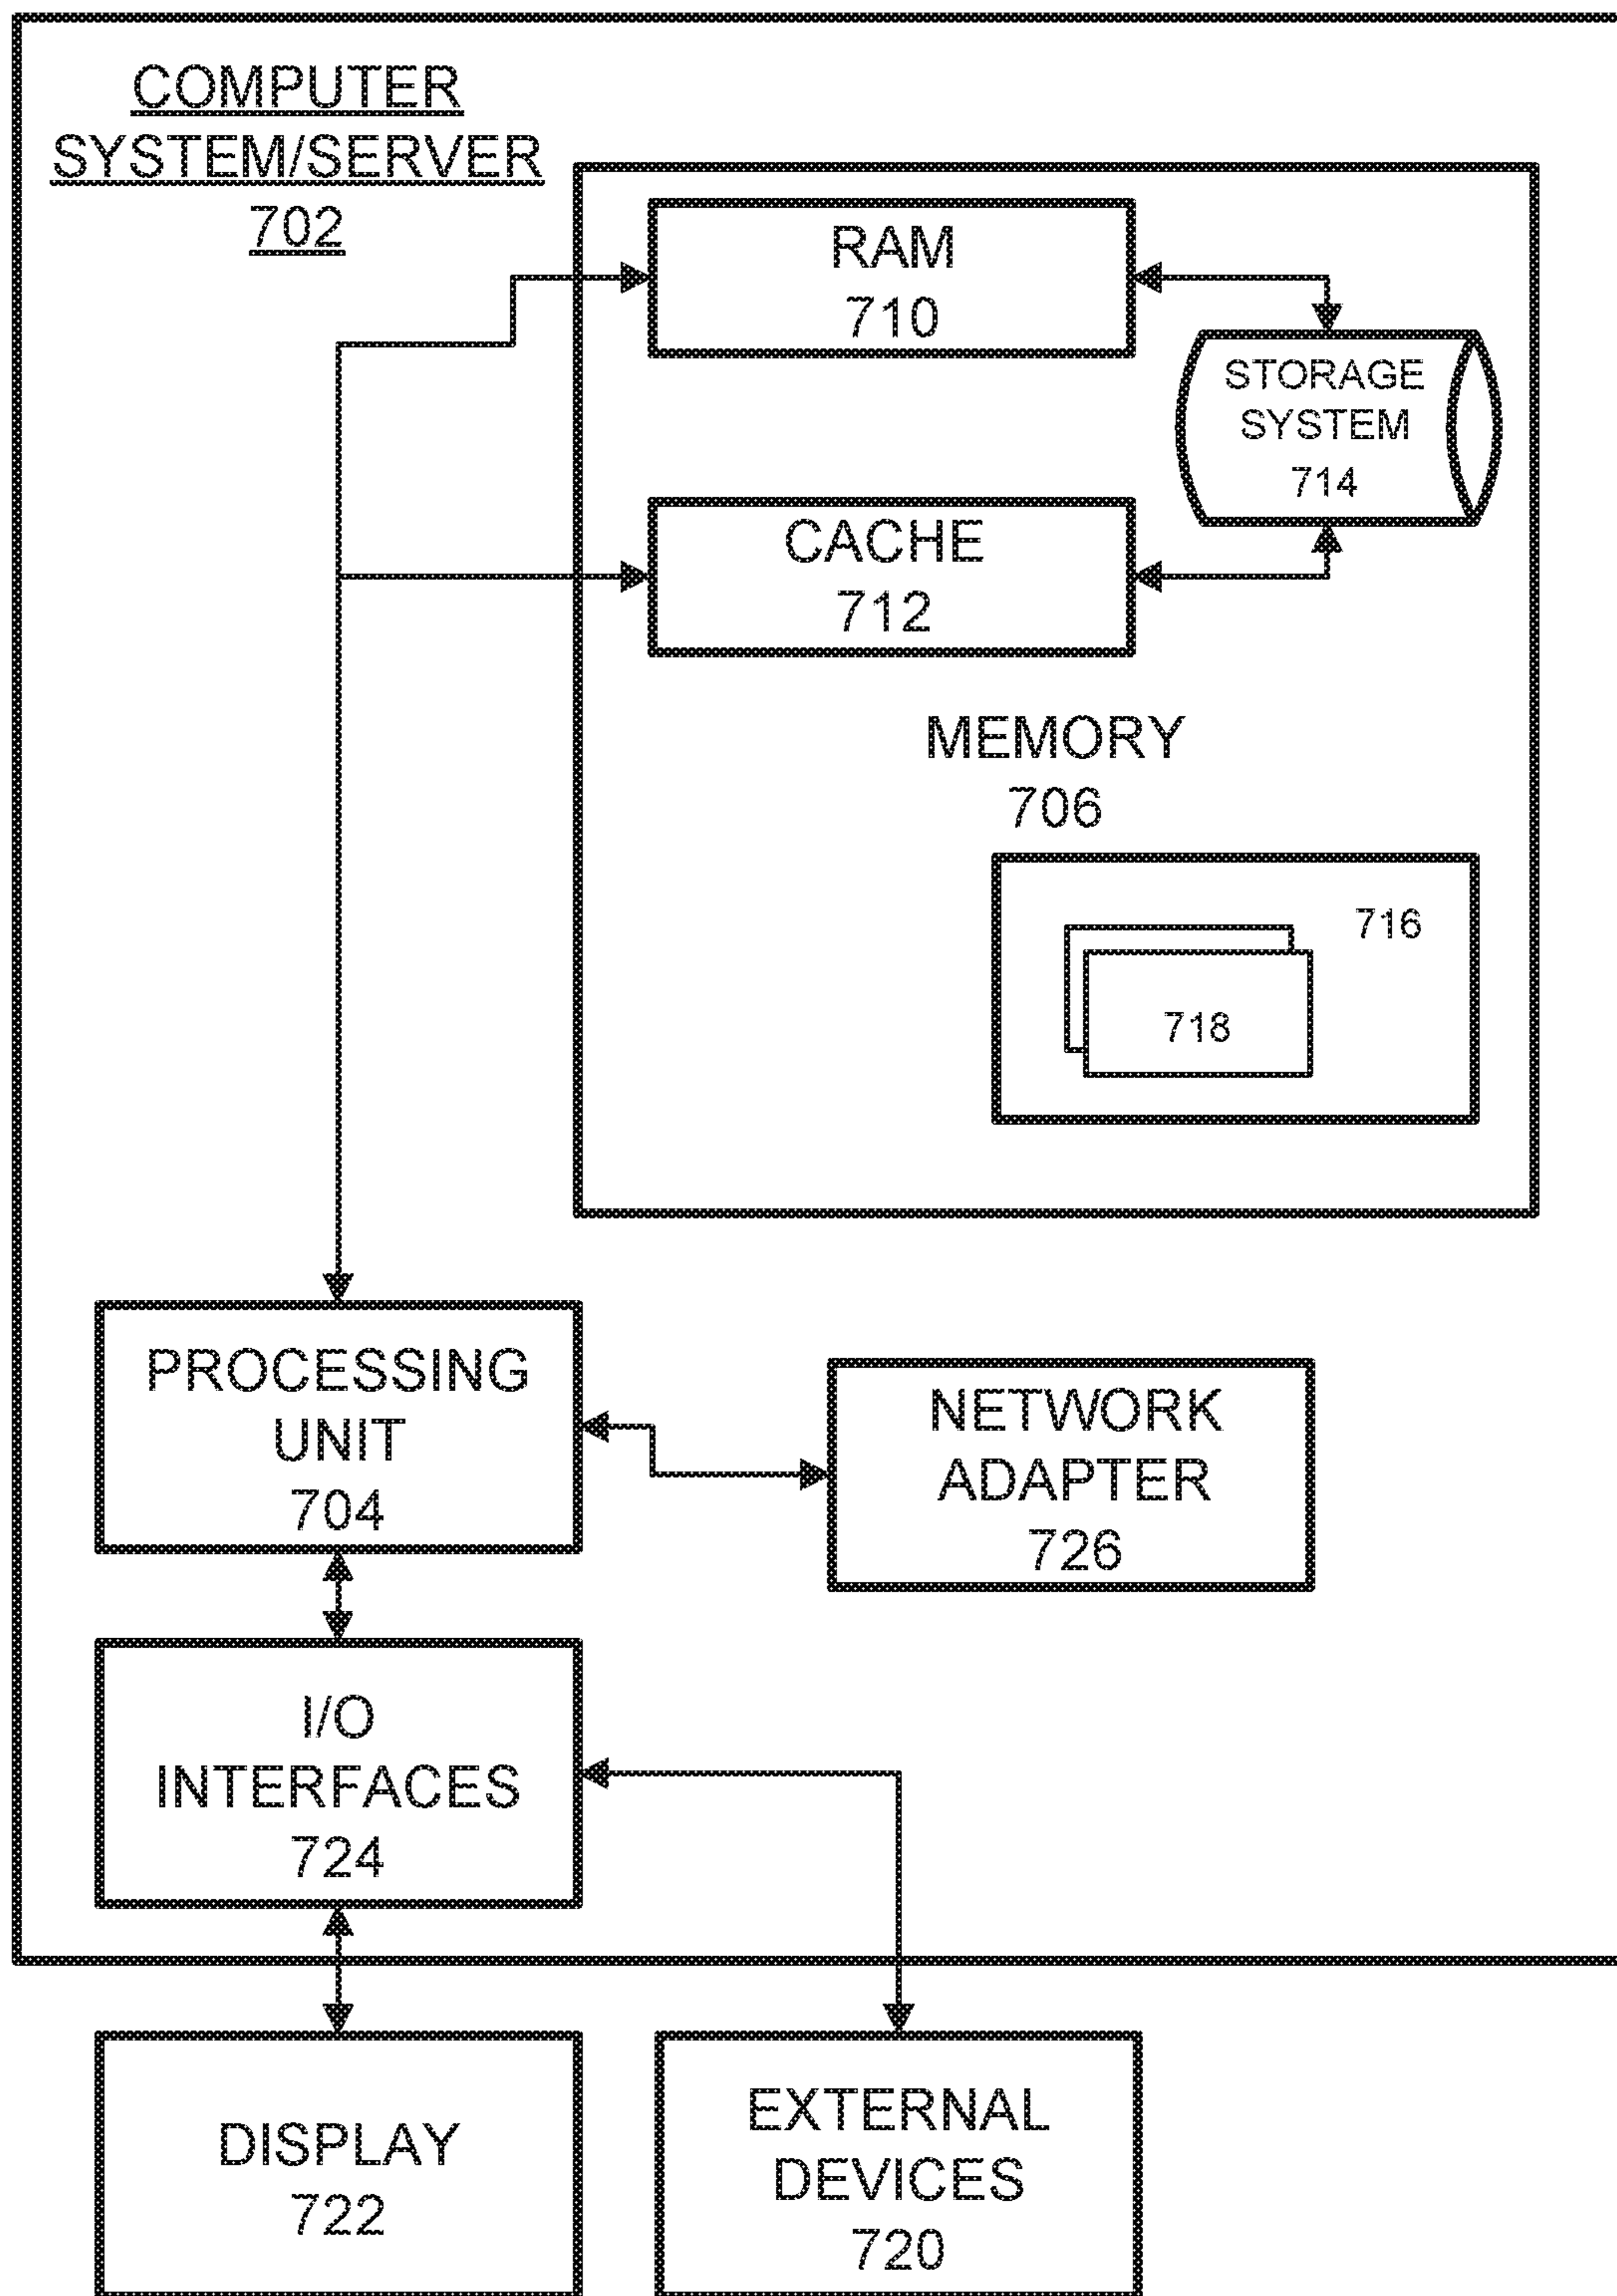 COMPUTER
SYSTEM/SERVER
702
RAM
710
STORAGE
SYSTEM
714
CACHE
712
MEMORY
706
716
718
PROCESSING
UNIT
704
NETWORK
ADAPTER
726
I/O
INTERFACES
724
DISPLAY
722
EXTERNAL
DEVICES
720